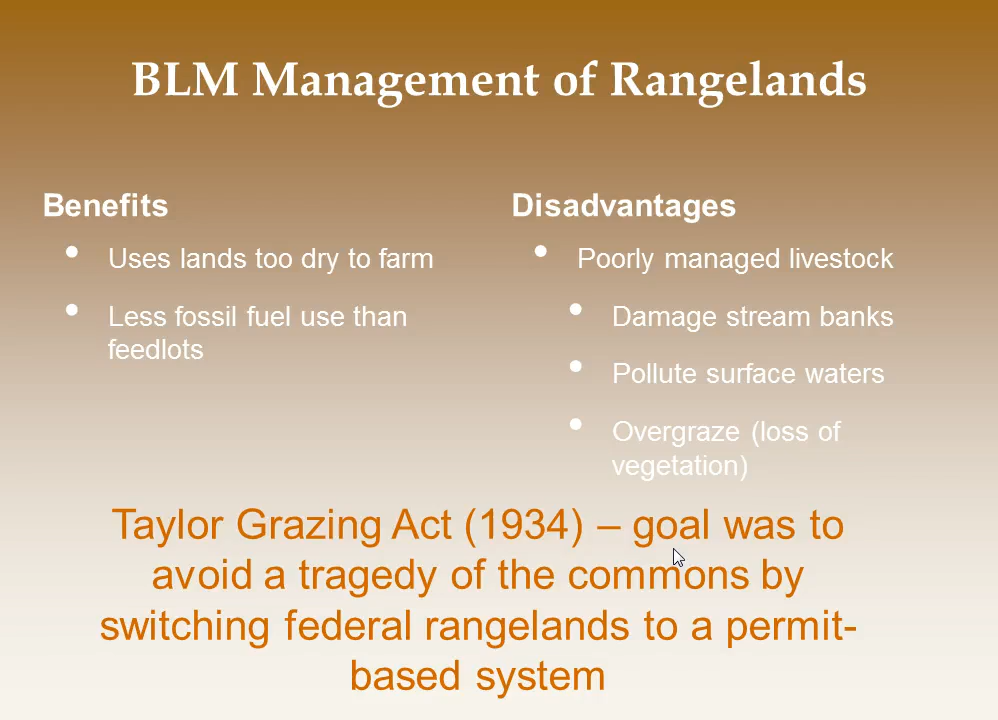 BLM Management of Rangelands
Benefits
• Uses lands too dry to farm
• Less fossil fuel use than
feedlots
Disadvantages
• Poorly managed livestock
• Damage stream banks
• Pollute surface waters
• Overgraze (loss of
vegetation)
Taylor Grazing Act (1934) – goal was to
avoid a tragedy of the commons by
switching federal rangelands to a permit-
based system